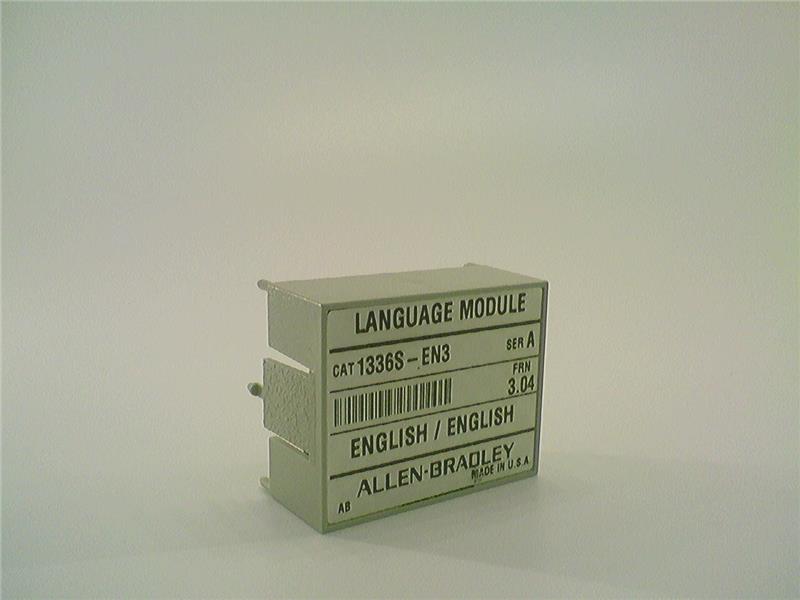 LANGUAGE MODULE
CAT 1336S-EN3 SER A
FRN
3.04
ENGLISH / ENGLISH
ALLEN-BRADLEY
AB MADE IN U.S.A